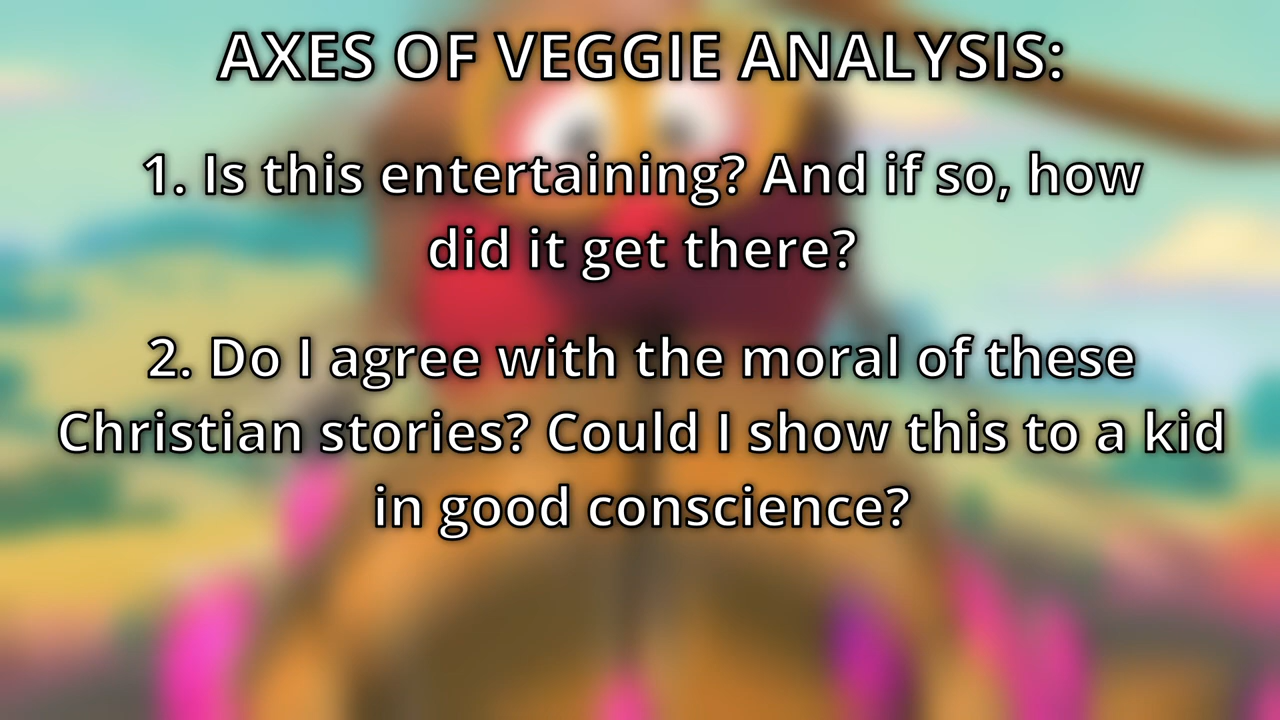 AXES OF VEGGIE ANALYSIS:
1. Is this entertaining? And if so, how
did it get there?
2. Do I agree with the moral of these
Christian stories? Could I show this to a kid
in good conscience?